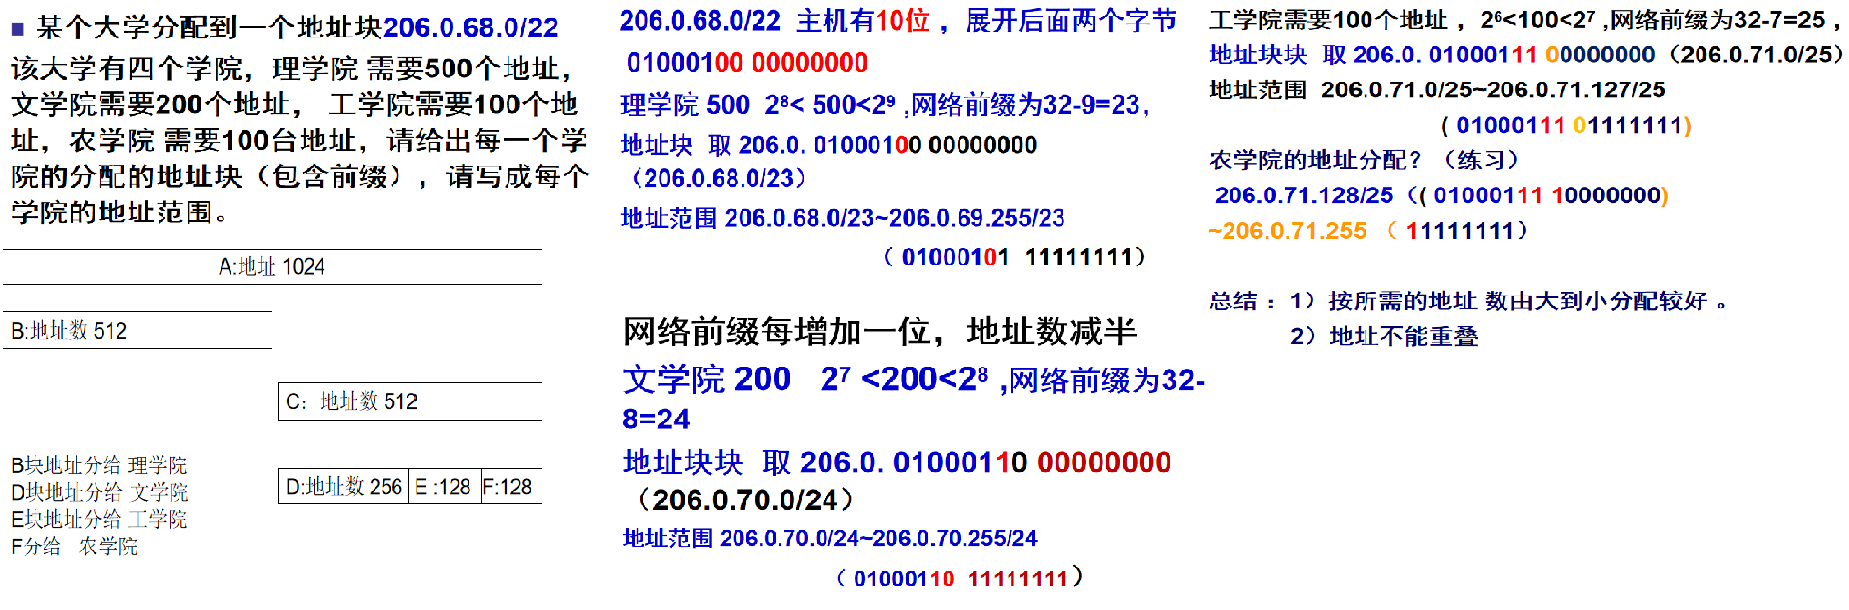 ■ 某个大学分配到一个地址块206.0.68.0/22
该大学有四个学院，理学院 需要500个地址，
文学院需要200个地址， 工学院需要100个地
址，农学院 需要100台地址，请给出每一个学
院的分配的地址块（包含前缀），请写成每个
学院的地址范围。
A:地址 1024
B:地址数 512
C：地址数 512
D:地址数 256 E :128 F:128
B块地址分给 理学院
D块地址分给 文学院
E块地址分给 工学院
F分给 农学院
206.0.68.0/22 主机有10位 ，展开后面两个字节
01000100 00000000
理学院 500 2⁸< 500<2⁹ ,网络前缀为32-9=23，
地址块 取 206.0. 01000100 00000000
（206.0.68.0/23）
地址范围 206.0.68.0/23~206.0.69.255/23
（ 01000101 11111111）
网络前缀每增加一位，地址数减半
文学院 200 2⁷ <200<2⁸ ,网络前缀为32-
8=24
地址块块 取 206.0. 01000110 00000000
（206.0.70.0/24）
地址范围 206.0.70.0/24~206.0.70.255/24
（ 01000110 11111111）
工学院需要100个地址 ，2⁶<100<2⁷ ,网络前缀为32-7=25 ，
地址块块 取 206.0. 01000111 00000000（206.0.71.0/25）
地址范围 206.0.71.0/25~206.0.71.127/25
( 01000111 01111111)
农学院的地址分配？（练习）
206.0.71.128/25（( 01000111 10000000)
~206.0.71.255 （ 11111111）
总结 ：1）按所需的地址 数由大到小分配较好 。
2）地址不能重叠